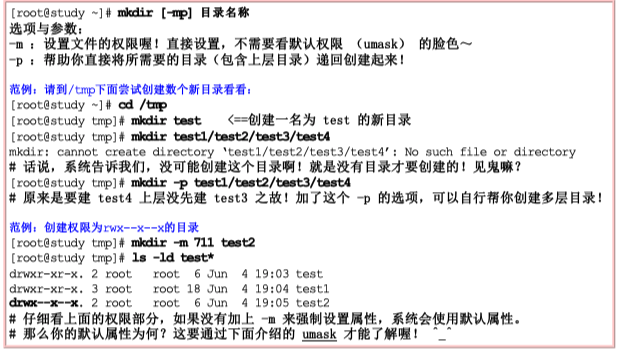 [root@study ~]# mkdir [-mp] 目录名称
选项与参数：
-m ：设置文件的权限喔！直接设置，不需要看默认权限 （umask） 的脸色～
-p ：帮助你直接将所需要的目录（包含上层目录）递回创建起来！
范例：请到/tmp下面尝试创建数个新目录看看：
[root@study ~]# cd /tmp
[root@study tmp]# mkdir test    <==创建一名为 test 的新目录
[root@study tmp]# mkdir test1/test2/test3/test4
mkdir: cannot create directory ‘test1/test2/test3/test4’: No such file or directory
# 话说，系统告诉我们，没可能创建这个目录啊！就是没有目录才要创建的！见鬼嘛？
[root@study tmp]# mkdir -p test1/test2/test3/test4
# 原来是要建 test4 上层没先建 test3 之故！加了这个 -p 的选项，可以自行帮你创建多层目录！
范例：创建权限为rwx--x--x的目录
[root@study tmp]# mkdir -m 711 test2
[root@study tmp]# ls -ld test*
drwxr-xr-x. 2 root   root  6 Jun  4 19:03 test
drwxr-xr-x. 3 root   root 18 Jun  4 19:04 test1
drwx--x--x. 2 root   root  6 Jun  4 19:05 test2
# 仔细看上面的权限部分，如果没有加上 -m 来强制设置属性，系统会使用默认属性。
# 那么你的默认属性为何？这要通过下面介绍的 umask 才能了解喔！ ^_^